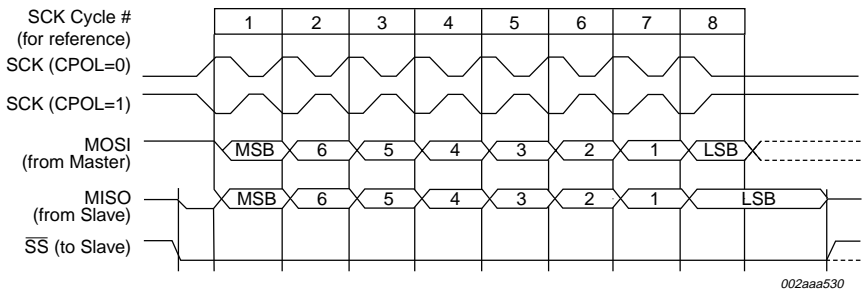 SCK Cycle # 1 2 3 4 5 6 7 8
(for reference)
SCK (CPOL=0)
SCK (CPOL=1)
MOSI MSB 6 5 4 3 2 1 LSB
(from Master)
MISO MSB 6 5 4 3 2 1 LSB
(from Slave)
S̅S̅ (to Slave)
002aaa530